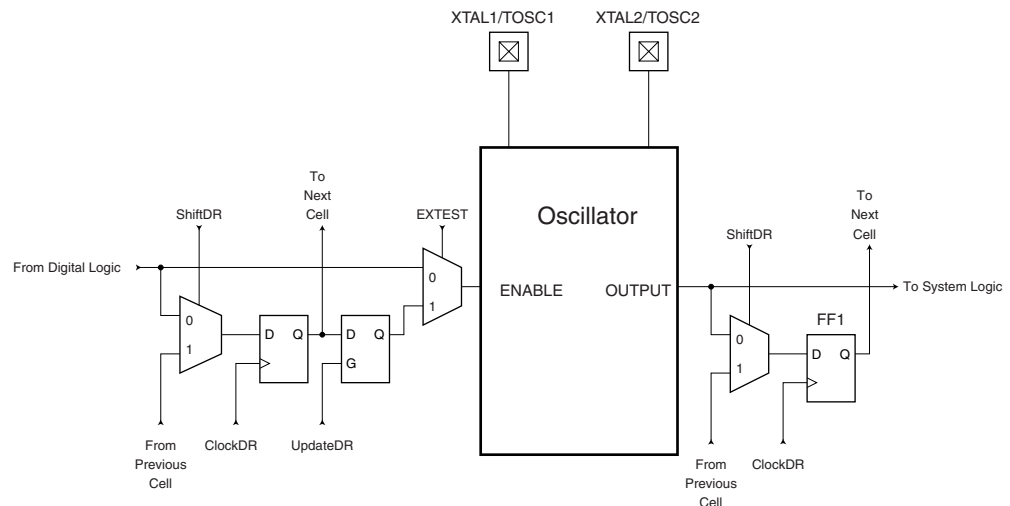 XTAL1/TOSC1
XTAL2/TOSC2
To
Next
Cell
ShiftDR
EXTEST
From Digital Logic
0
1
D Q
D Q
G
0
1
From
Previous
Cell
ClockDR
UpdateDR
Oscillator
ENABLE
OUTPUT
To
Next
Cell
ShiftDR
To System Logic
FF1
0
1
D Q
From
Previous
Cell
ClockDR